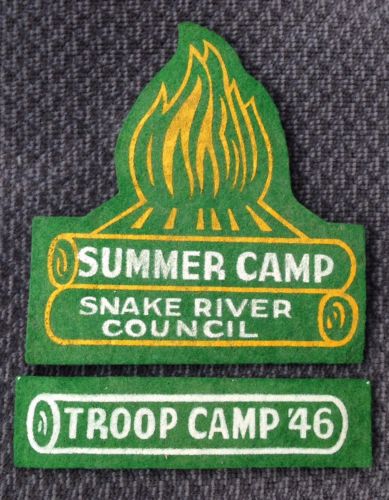 SUMMER CAMP
SNAKE RIVER
COUNCIL
TROOP CAMP '46